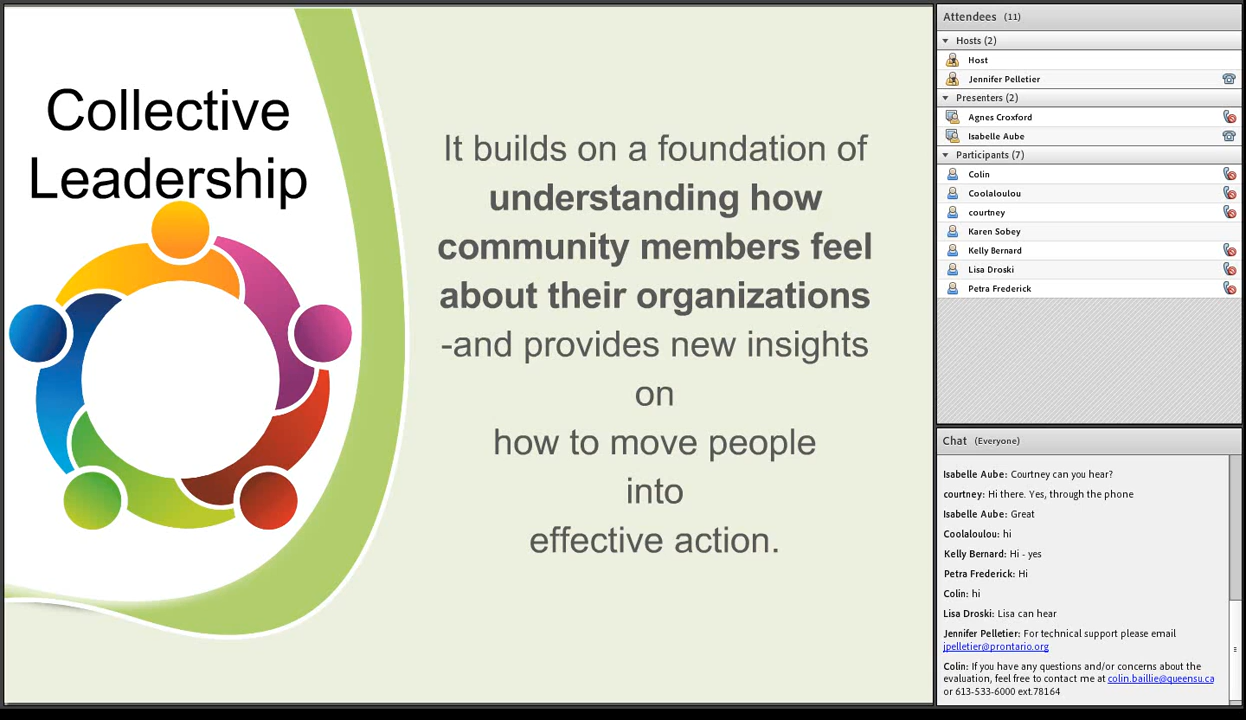 Collective
Leadership
It builds on a foundation of
understanding how
community members feel
about their organizations
-and provides new insights
on
how to move people
into
effective action.
Attendees (11)
Hosts (2)
Host
Jennifer Pelletier
Presenters (2)
Agnes Croxford
Isabelle Aube
Participants (7)
Colin
Coolaloulou
courtney
Karen Sobey
Kelly Bernard
Lisa Droski
Petra Frederick
Chat (Everyone)
Isabelle Aube: Courtney can you hear?
courtney: Hi there. Yes, through the phone
Isabelle Aube: Great
Coolaloulou: hi
Kelly Bernard: Hi - yes
Petra Frederick: Hi
Colin: hi
Lisa Droski: Lisa can hear
Jennifer Pelletier: For technical support please email
jpelletier@prontario.org
Colin: If you have any questions and/or concerns about the
evaluation, feel free to contact me at colin.baillie@queensu.ca
or 613-533-6000 ext.78164